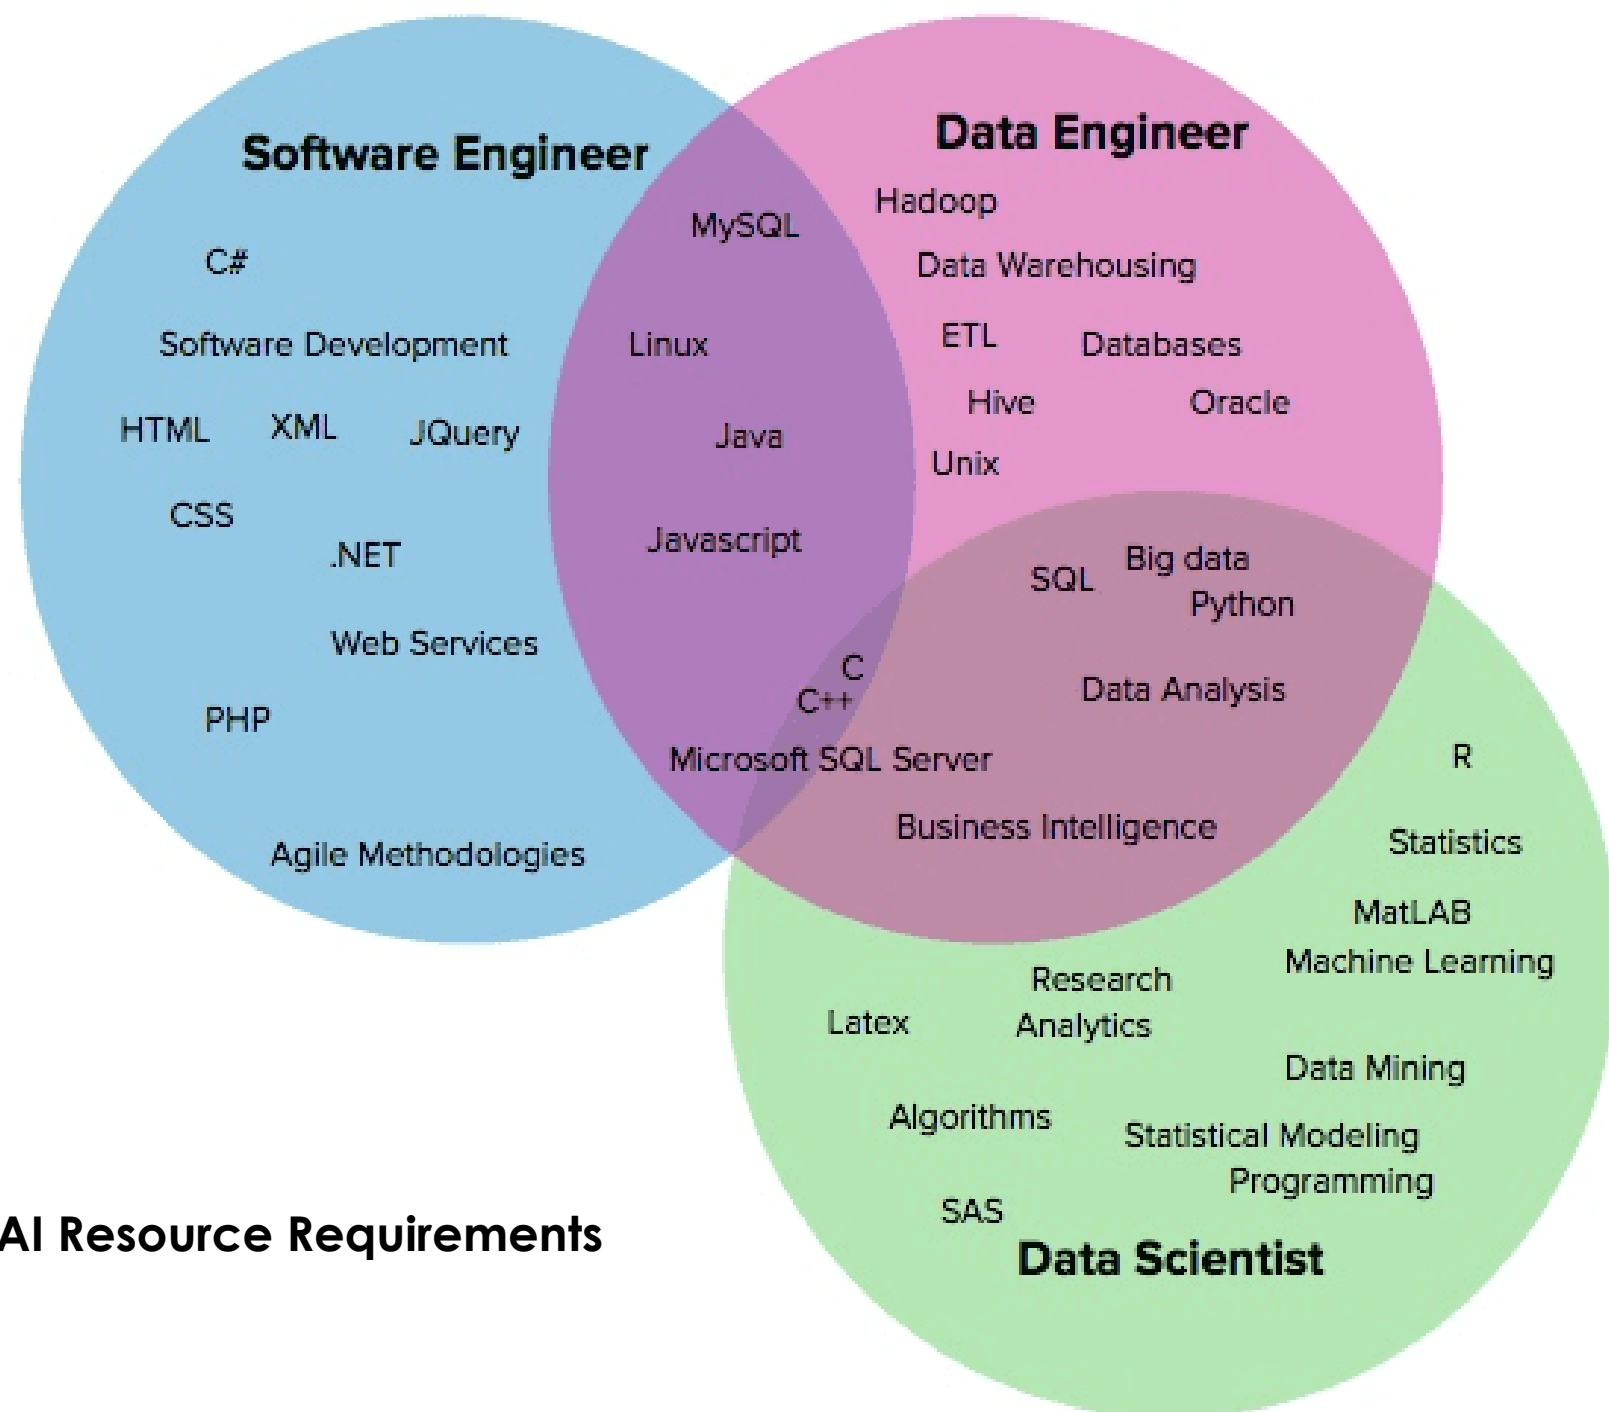 Software Engineer
C#
Software Development
HTML XML JQuery
CSS
.NET
Web Services
PHP
Agile Methodologies
MySQL
Linux
Java
Javascript
C
C++
Microsoft SQL Server
Data Engineer
Hadoop
Data Warehousing
ETL Databases
Hive Oracle
Unix
Big data
SQL
Python
Data Analysis
Business Intelligence
R
Statistics
MatLAB
Machine Learning
Research
Latex Analytics
Data Mining
Algorithms
Statistical Modeling
Programming
SAS
Data Scientist
AI Resource Requirements